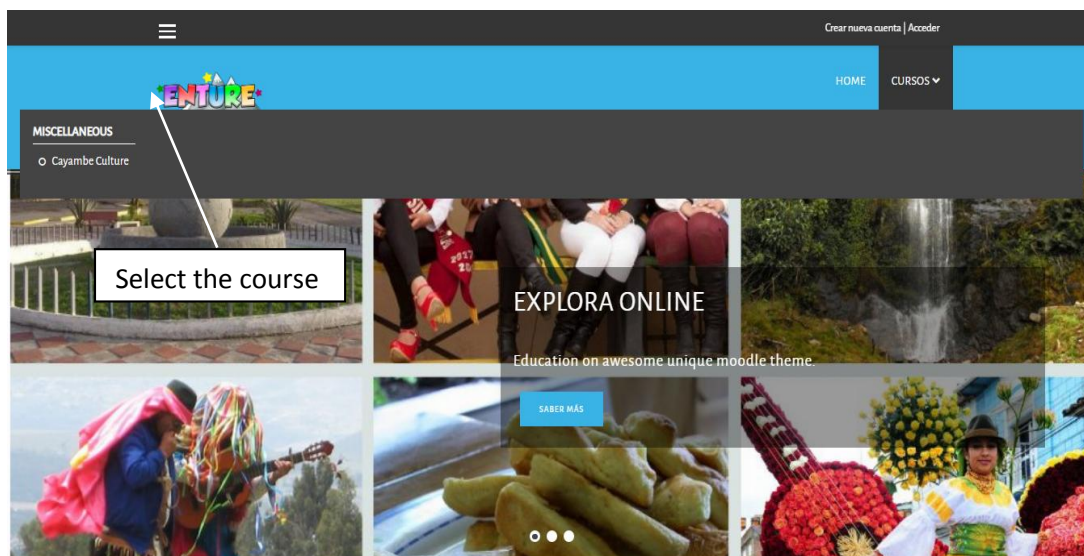 Crear nueva cuenta | Acceder
ENTURE
HOME CURSOS
MISCELLANEOUS
Cayambe Culture
Select the course
EXPLORA ONLINE
Education on awesome unique moodle theme.
SABER MÁS